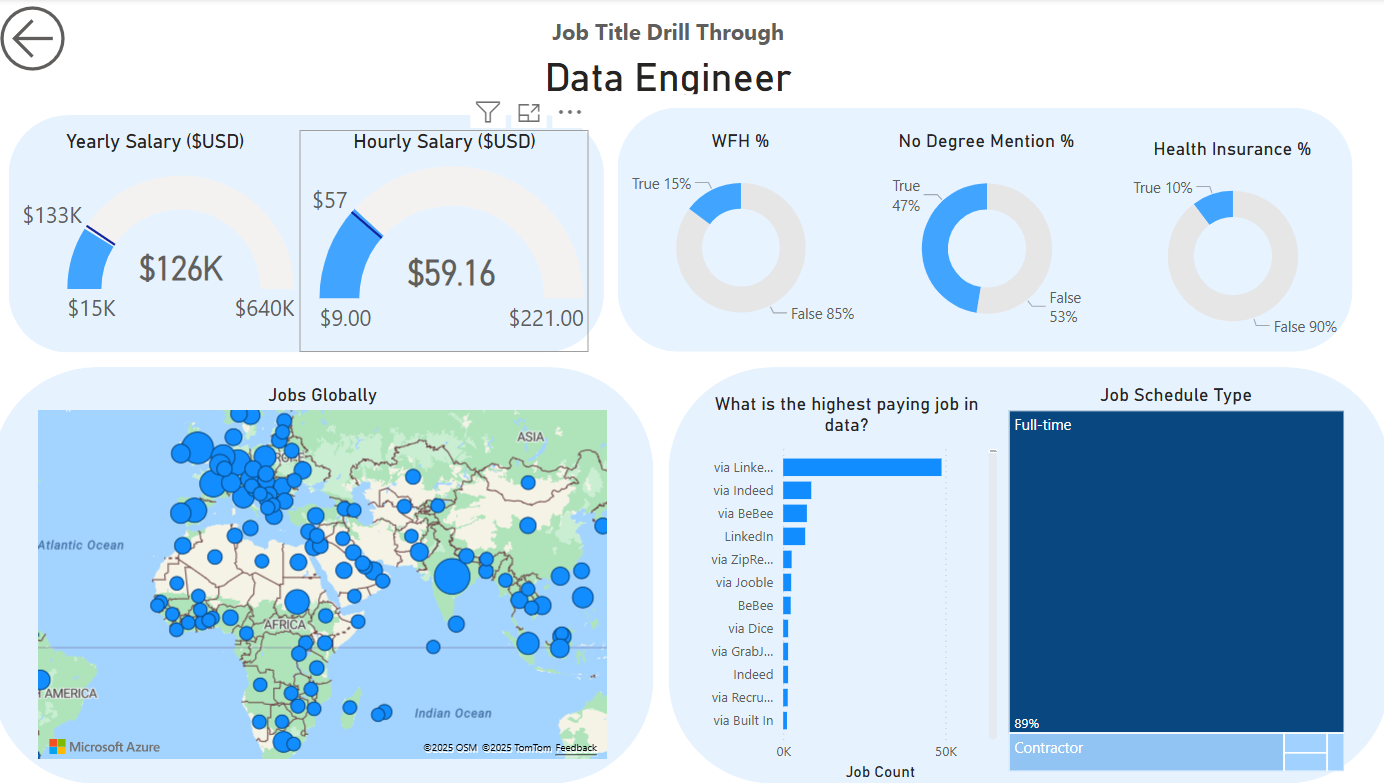 Job Title Drill Through
Data Engineer
Yearly Salary ($USD)
$133K
$126K
$15K
$640K
Hourly Salary ($USD)
$57
$59.16
$9.00
$221.00
WFH %
True 15%
False 85%
No Degree Mention %
True
47%
False
53%
Health Insurance %
True 10%
False 90%
Jobs Globally
ASIA
Atlantic Ocean
AFRICA
AMERICA
Indian Ocean
Microsoft Azure
©2025 OSM ©2025 TomTom Feedback
What is the highest paying job in
data?
via Linke...
via Indeed
via BeBee
LinkedIn
via ZipRe...
via Jooble
BeBee
via Dice
via GrabJ...
Indeed
via Recru...
via Built In
0K
50K
Job Count
Job Schedule Type
Full-time
89%
Contractor